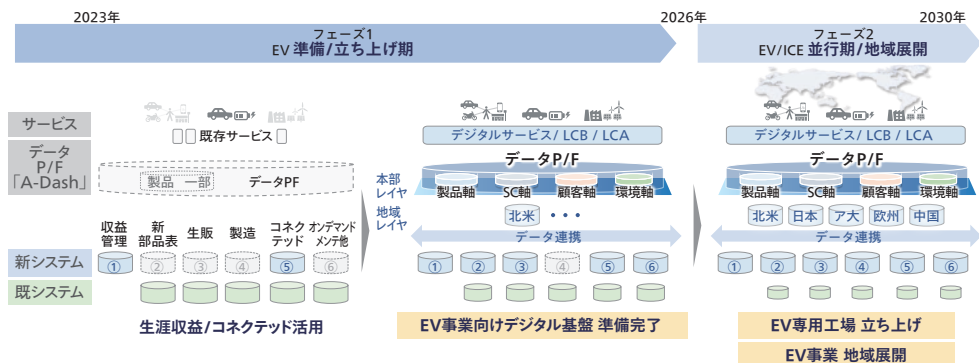 2023年
2026年
2030年
フェーズ1
EV 準備/立ち上げ期
フェーズ2
EV/ICE 並行期/地域展開
サービス
データ
P/F
「A-Dash」
新システム
既システム
既存サービス
製品 一部
データPF
収益
管理
新
部品表
生販
製造
コネク
テッド
オンデマンド
メンテ他
① ② ③ ④ ⑤ ⑥
生涯収益/コネクテッド活用
デジタルサービス/ LCB / LCA
データP/F
本部
レイヤ
製品軸 SC軸 顧客軸 環境軸
地域
レイヤ
北米 ・・・
データ連携
① ② ③ ④ ⑤ ⑥
EV事業向けデジタル基盤 準備完了
デジタルサービス/ LCB / LCA
データP/F
製品軸 SC軸 顧客軸 環境軸
北米 日本 ア大 欧州 中国
データ連携
① ② ③ ④ ⑤ ⑥
EV専用工場 立ち上げ
EV事業 地域展開